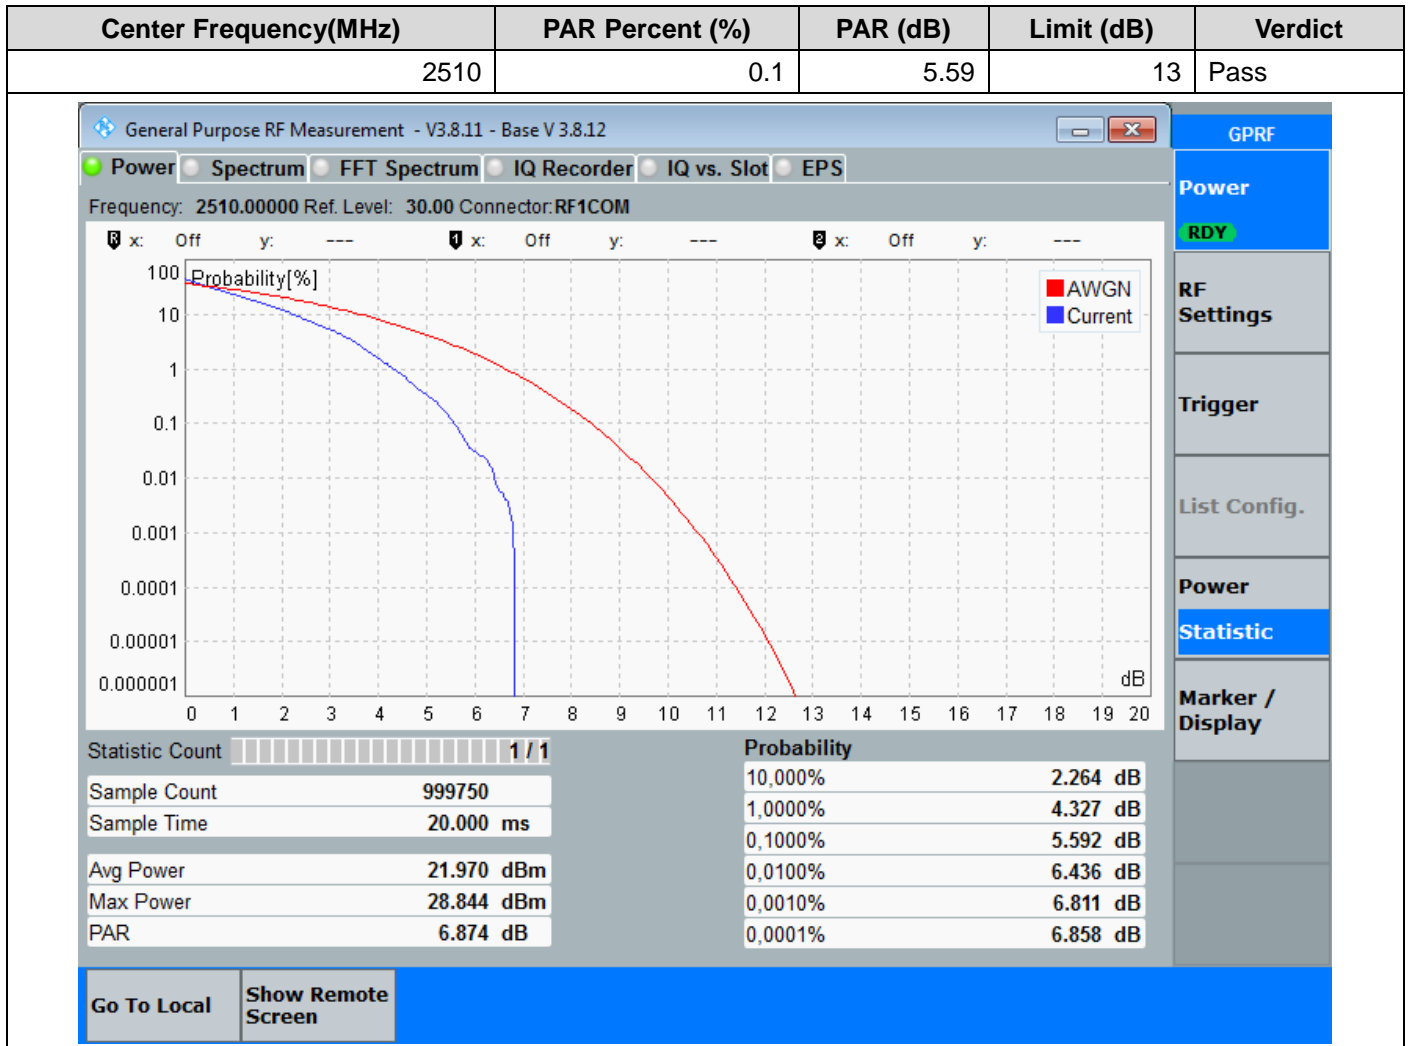 Center Frequency(MHz) PAR Percent (%) PAR (dB) Limit (dB) Verdict
2510 0.1 5.59 13 Pass
General Purpose RF Measurement - V3.8.11 - Base V 3.8.12
GPRF
Power Spectrum FFT Spectrum IQ Recorder IQ vs. Slot EPS
Frequency: 2510.00000 Ref. Level: 30.00 Connector: RF1COM
R x: Off y: --- 1 x: Off y: --- 2 x: Off y: ---
Probability[%]
100
10
1
0.1
0.01
0.001
0.0001
0.00001
0.000001
AWGN
Current
dB
0 1 2 3 4 5 6 7 8 9 10 11 12 13 14 15 16 17 18 19 20
Power
RDY
RF
Settings
Trigger
List Config.
Power
Statistic
Marker /
Display
Statistic Count 1 / 1
Sample Count 999750
Sample Time 20.000 ms
Avg Power 21.970 dBm
Max Power 28.844 dBm
PAR 6.874 dB
Probability
10,000% 2.264 dB
1,0000% 4.327 dB
0,1000% 5.592 dB
0,0100% 6.436 dB
0,0010% 6.811 dB
0,0001% 6.858 dB
Go To Local
Show Remote
Screen